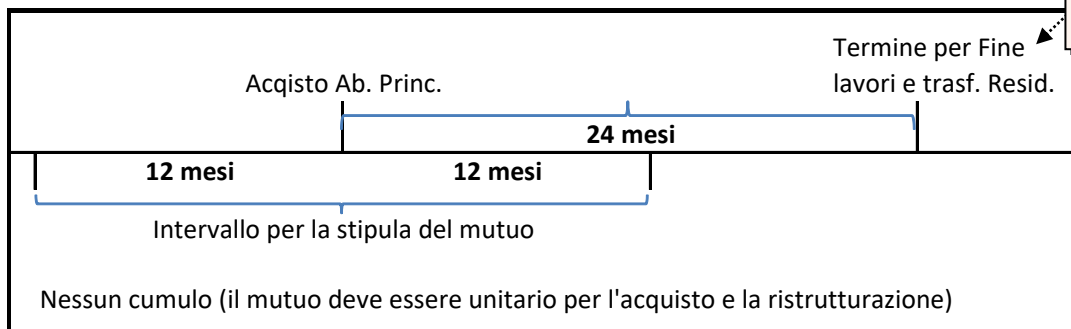 Termine per Fine
Acqisto Ab. Princ.
lavori e trasf. Resid.
24 mesi
12 mesi
12 mesi
Intervallo per la stipula del mutuo
Nessun cumulo (il mutuo deve essere unitario per l'acquisto e la ristrutturazione)